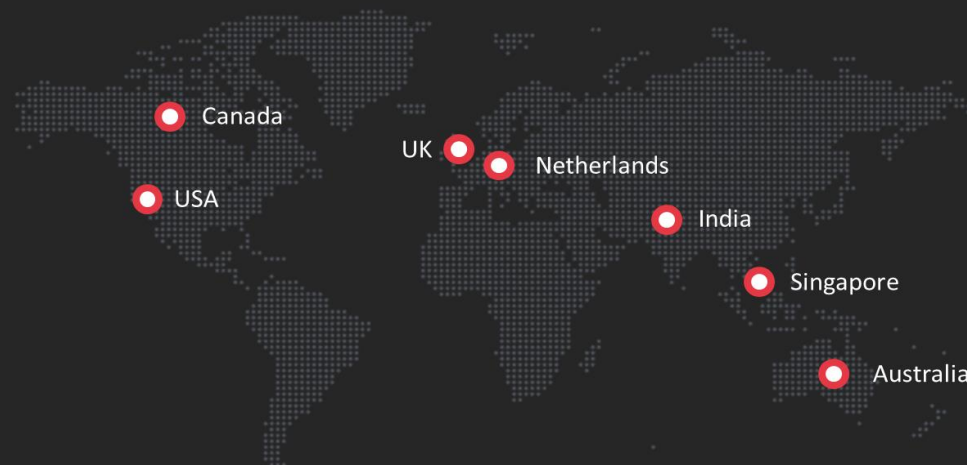 Canada
UK
Netherlands
USA
India
Singapore
Australia